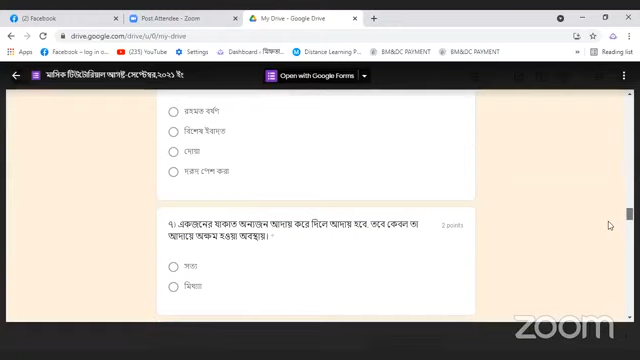 Facebook
Post Attendee - Zoom
My Drive - Google Drive
drive.google.com/drive/u/0/my-drive
Apps
Facebook – log in o...
(235) YouTube
Settings
Dashboard - মিফতা...
Distance Learning P...
BM&DC PAYMENT
BM&DC PAYMENT
Reading list
মাসিক টিউটোরিয়াল আগষ্ট-সেপ্টেম্বর,২০২১ ইং
Open with Google Forms
রহমত বর্ষণ
বিশেষ ইবাদত
দোয়া
দরূদ পেশ করা
৭) একজনের যাকাত অন্যজন আদায় করে দিলে আদায় হবে, তবে কেবল তা
আদায়ে অক্ষম হওয়া অবস্থায়। *
2 points
সত্য
মিথ্যা
zoom